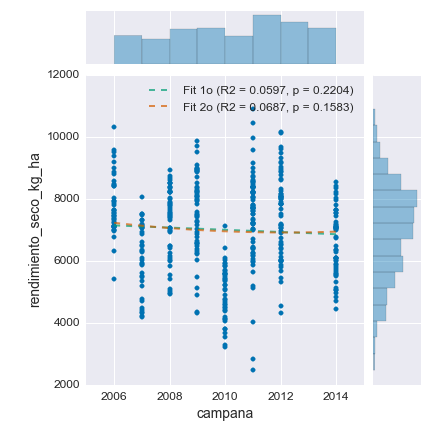 12000
Fit 1o (R2 = 0.0597, p = 0.2204)
Fit 2o (R2 = 0.0687, p = 0.1583)
10000
8000
6000
4000
2000
rendimiento_seco_kg_ha
2006 2008 2010 2012 2014
campana